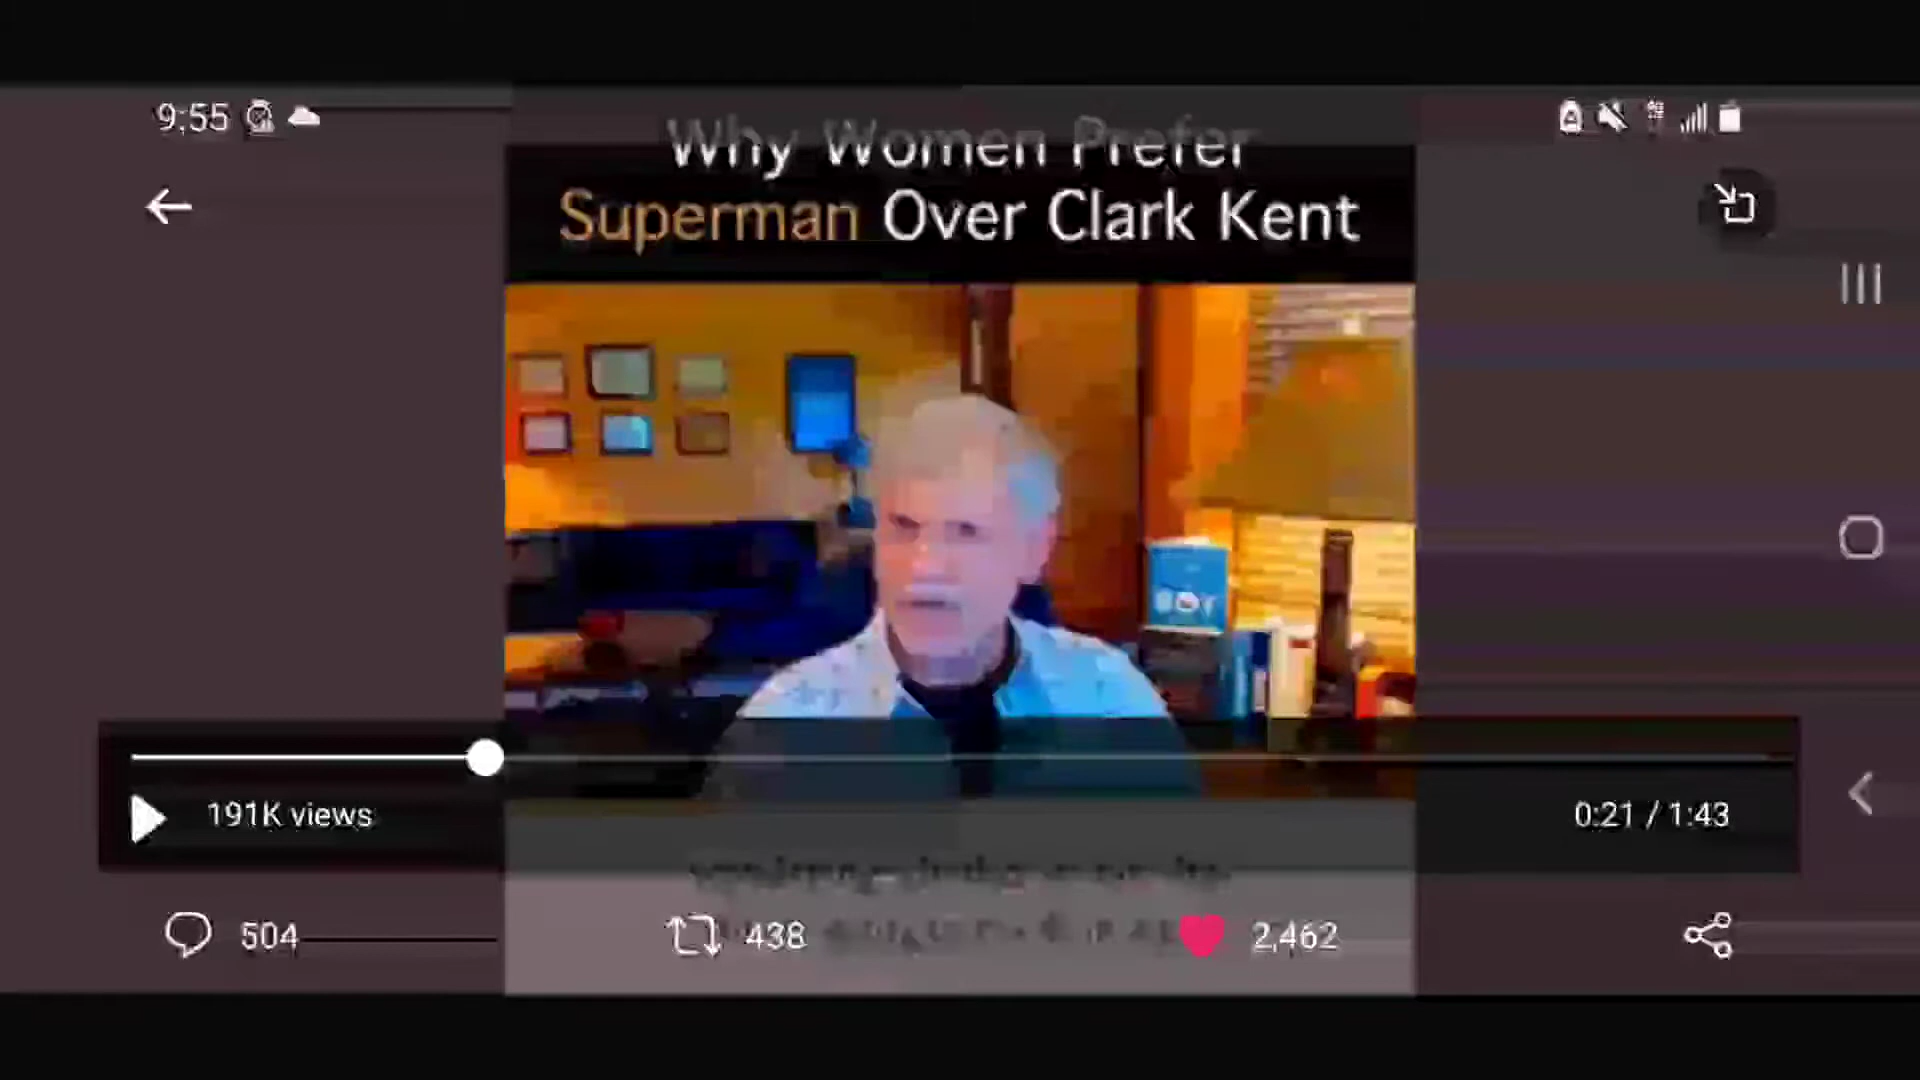 9:55
Why Women Prefer
Superman Over Clark Kent
191K views
0:21 / 1:43
504
438
2,462